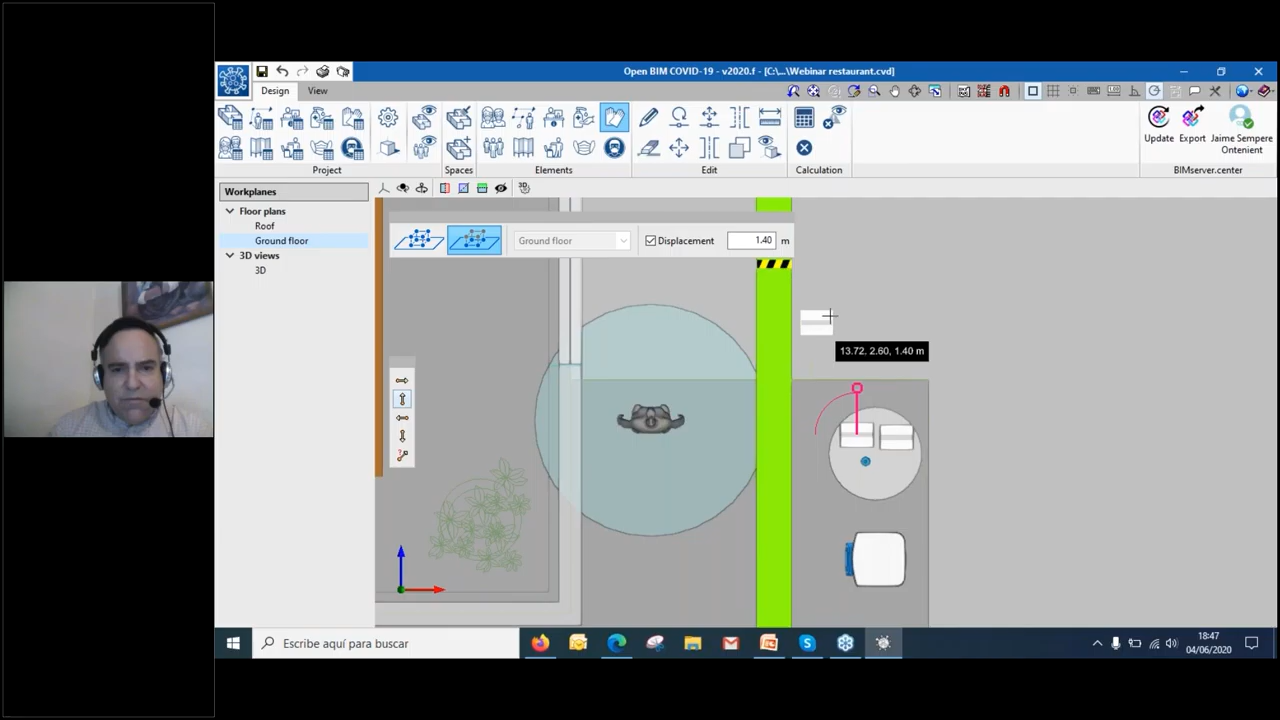 Open BIM COVID-19 - v2020.f - [C:\...\Webinar restaurant.cvd]
Design View
Update Export Jaime Sempere Ontenient
Project Spaces Elements Edit Calculation BIMserver.center
Workplanes
Floor plans
Roof
Ground floor
3D views
3D
Ground floor Displacement 1.40 m
13.72, 2.60, 1.40 m
Escribe aquí para buscar
18:47
04/06/2020